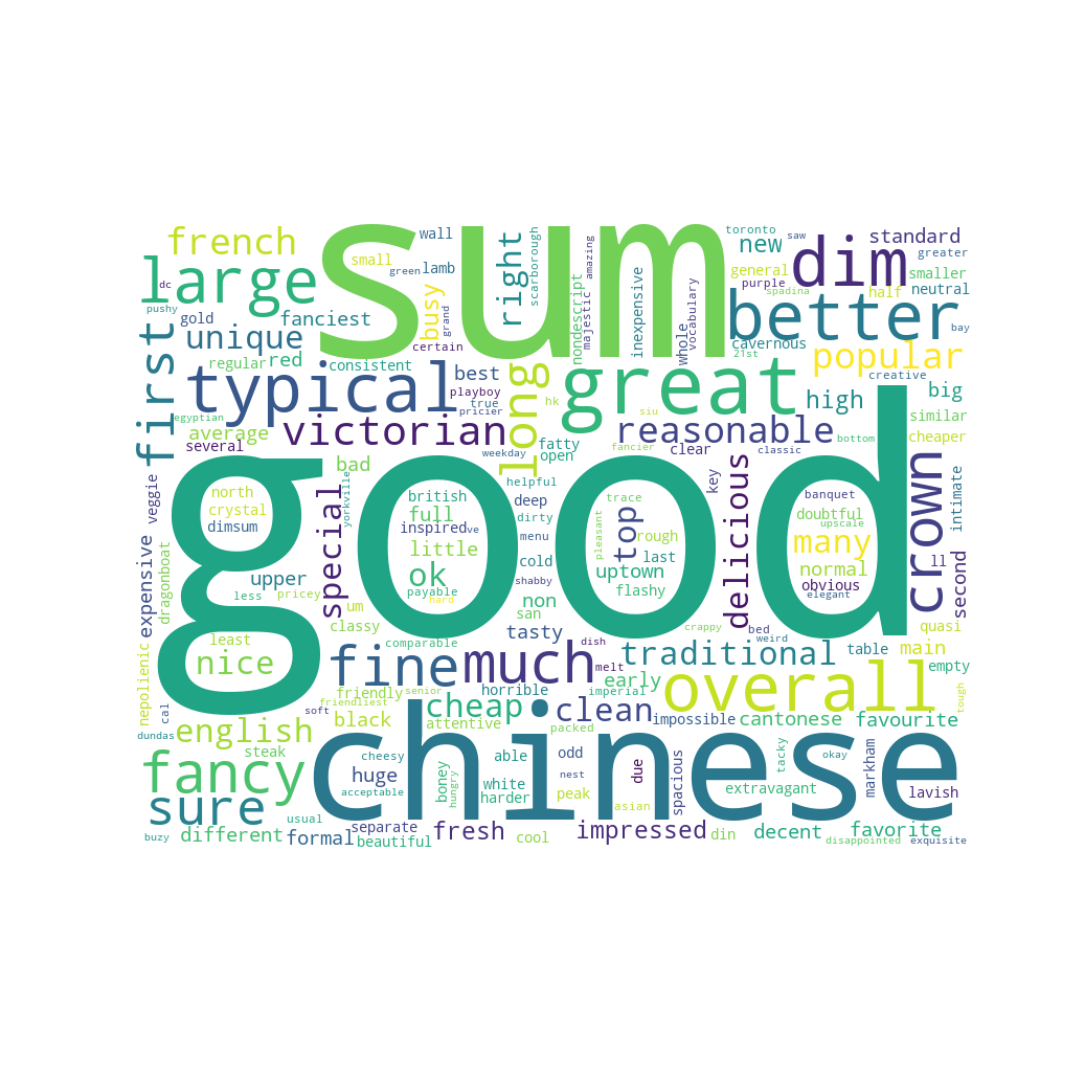 sum
good
chinese
french
wall
small
green
lamb
large
dc
pushy
gold
fanciest
busy
grand
certain
right
scarborough
amazing
majestic
nondescript
inexpensive
whole
vocabulary
toronto
saw
new
general
purple
spadina
dim
standard
greater
smaller
half
neutral
better
bay
cavernous
21st
popular
creative
first
unique
regular
red
consistent
best
playboy
true
pricier
typical
long
hk
great
siu
high
big
similar
egyptian
average
several
victorian
weekday
fatty
open
reasonable
fancier
clear
classic
bottom
cheaper
veggie
north
crystal
dimsum
bad
yorkville
british
full
inspired
ve
little
ok
payable
hard
helpful
deep
dirty
menu
cold
shabby
trace
pleasant
top
rough
last
uptown
flashy
key
delicious
banquet
doubtful
upscale
many
normal
obvious
elegant
crown
intimate
ll
second
expensive
dragonboat
upper
less
pricey
special
um
classy
non
san
tasty
comparable
crappy
bed
weird
quasi
nepolienic
least
nice
fine
much
dish
melt
traditional
table
main
empty
cal
friendly
senior
friendliest
soft
horrible
imperial
early
overall
tough
dundas
english
black
cheap
attentive
clean
packed
impossible
cantonese
favourite
steak
fancy
cheesy
huge
acceptable
able
boney
hungry
white
harder
odd
nest
peak
due
asian
spacious
tacky
okay
extravagant
markham
lavish
sure
usual
buzy
different
formal
separate
beautiful
fresh
cool
impressed
din
decent
favorite
disappointed
exquisite